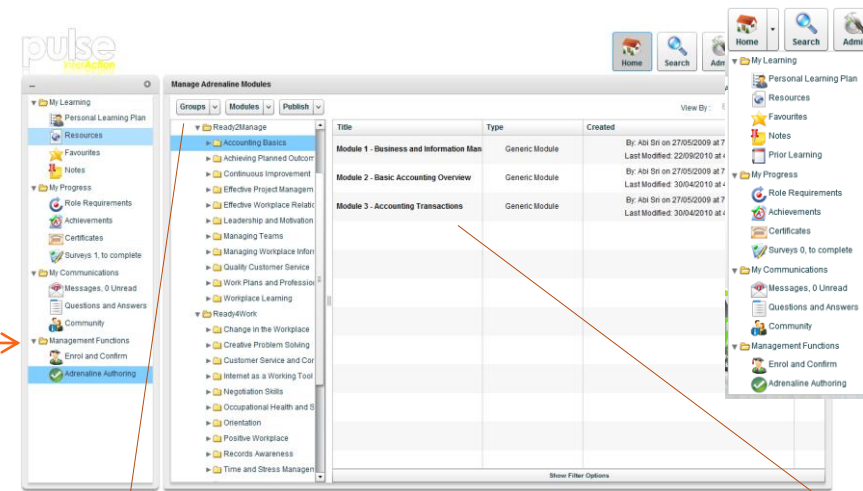 pulse
interAction
Home
Search
Manage Adrenaline Modules
Groups
Modules
Publish
View By :
My Learning
Personal Learning Plan
Resources
Favourites
Notes
My Progress
Role Requirements
Achievements
Certificates
Surveys 1, to complete
My Communications
Messages, 0 Unread
Questions and Answers
Community
Management Functions
Enrol and Confirm
Adrenaline Authoring
Ready2Manage
Accounting Basics
Achieving Planned Outcom
Continuous Improvement
Effective Project Managem
Effective Workplace Relatic
Leadership and Motivation
Managing Teams
Managing Workplace Inform
Quality Customer Service
Work Plans and Profession
Workplace Learning
Ready4Work
Change in the Workplace
Creative Problem Solving
Customer Service and Cor
Internet as a Working Tool
Negotiation Skills
Occupational Health and S
Orientation
Positive Workplace
Records Awareness
Time and Stress Managem
Title Type Created
Module 1 - Business and Information Man Generic Module By: Abi Sri on 27/05/2009 at 7
Last Modified: 22/09/2010 at 4
Module 2 - Basic Accounting Overview Generic Module By: Abi Sri on 27/05/2009 at 7
Last Modified: 30/04/2010 at 4
Module 3 - Accounting Transactions Generic Module By: Abi Sri on 27/05/2009 at 7
Last Modified: 30/04/2010 at 4
Show Filter Options
Home
Search
Admi
My Learning
Personal Learning Plan
Resources
Favourites
Notes
Prior Learning
My Progress
Role Requirements
Achievements
Certificates
Surveys 0, to complete
My Communications
Messages, 0 Unread
Questions and Answers
Community
Management Functions
Enrol and Confirm
Adrenaline Authoring